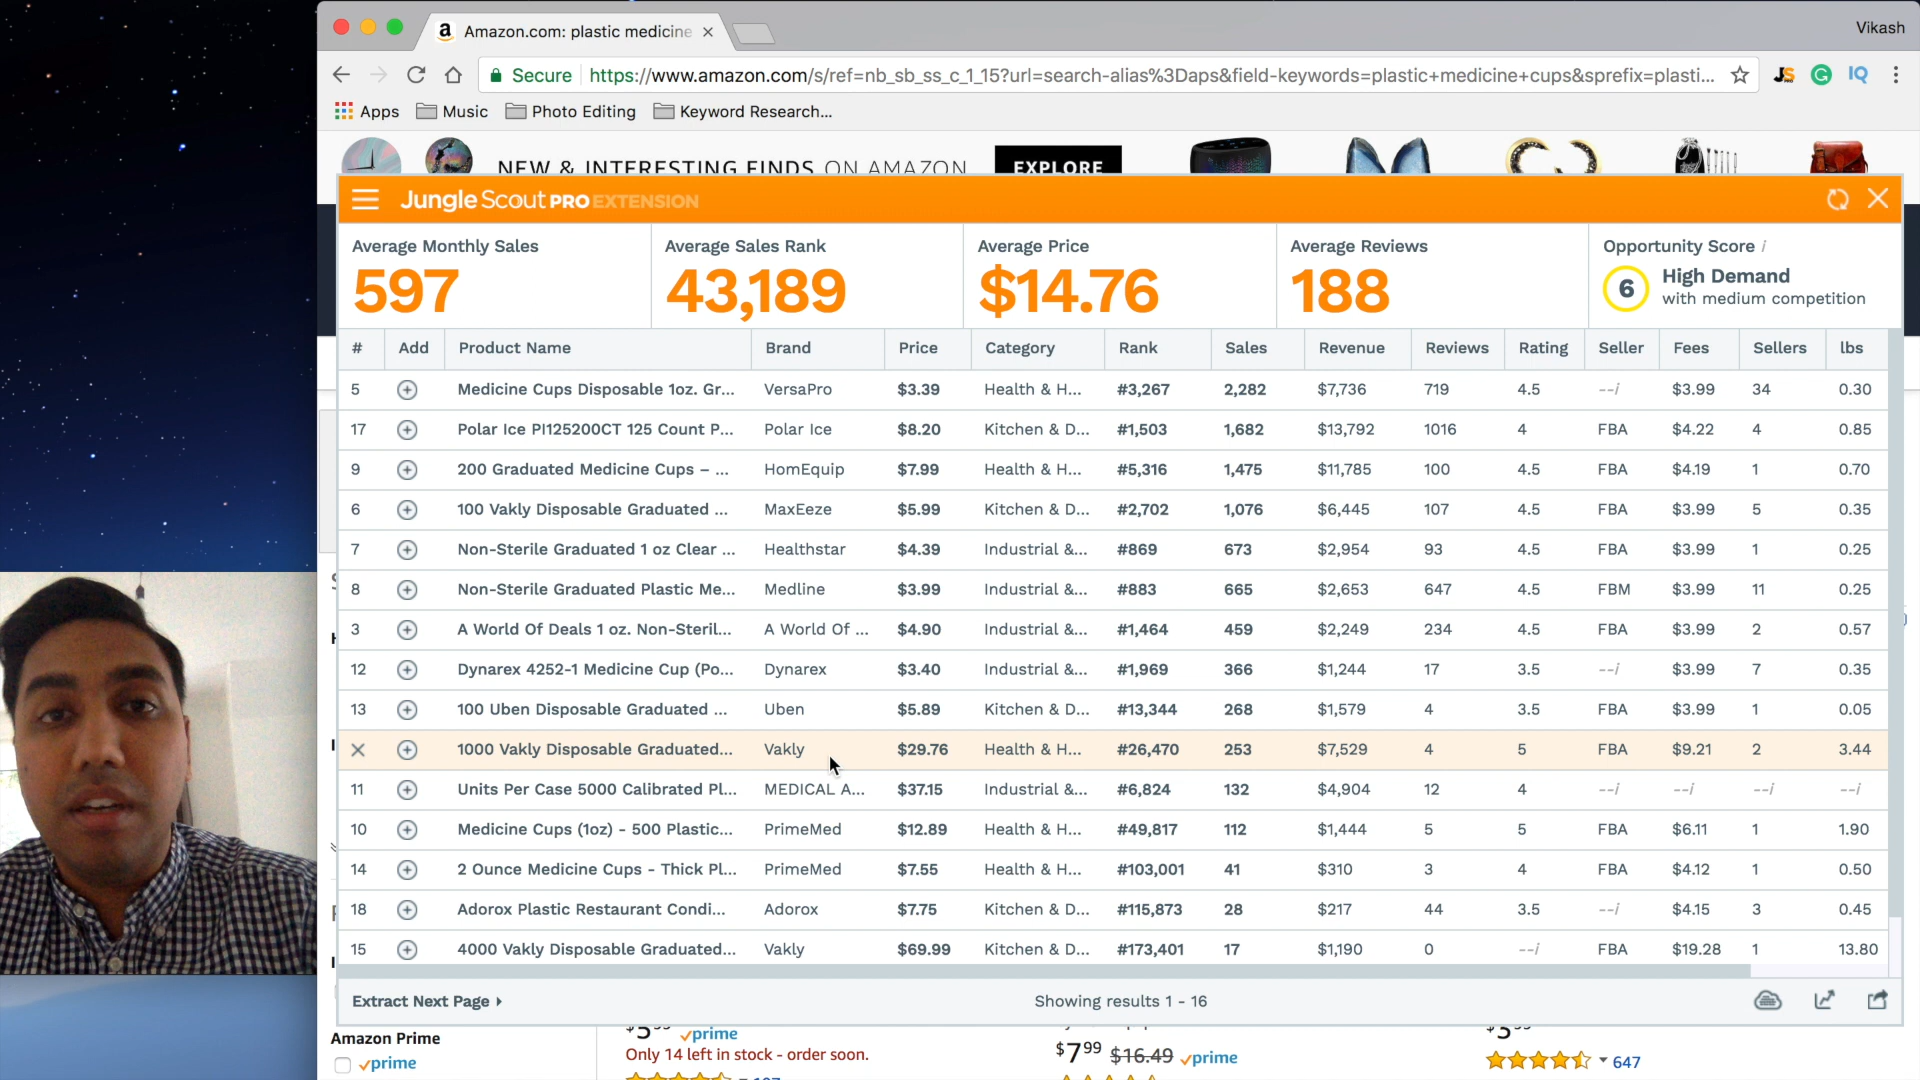 Amazon.com: plastic medicine
Vikash
Secure https://www.amazon.com/s/ref=nb_sb_ss_c_1_15?url=search-alias%3Daps&field-keywords=plastic+medicine+cups&sprefix=plasti...
JS G IQ
Apps Music Photo Editing Keyword Research...
NEW & INTERESTING FINDS ON AMAZON EXPLORE
Jungle Scout PRO EXTENSION
Average Monthly Sales Average Sales Rank Average Price Average Reviews Opportunity Score i
597 43,189 $14.76 188 6 High Demand
with medium competition
# Add Product Name Brand Price Category Rank Sales Revenue Reviews Rating Seller Fees Sellers lbs
5 Medicine Cups Disposable 1oz. Gr... VersaPro $3.39 Health & H... #3,267 2,282 $7,736 719 4.5 --i $3.99 34 0.30
17 Polar Ice PI125200CT 125 Count P... Polar Ice $8.20 Kitchen & D... #1,503 1,682 $13,792 1016 4 FBA $4.22 4 0.85
9 200 Graduated Medicine Cups – ... HomEquip $7.99 Health & H... #5,316 1,475 $11,785 100 4.5 FBA $4.19 1 0.70
6 100 Vakly Disposable Graduated ... MaxEeze $5.99 Kitchen & D... #2,702 1,076 $6,445 107 4.5 FBA $3.99 5 0.35
7 Non-Sterile Graduated 1 oz Clear ... Healthstar $4.39 Industrial &... #869 673 $2,954 93 4.5 FBA $3.99 1 0.25
8 Non-Sterile Graduated Plastic Me... Medline $3.99 Industrial &... #883 665 $2,653 647 4.5 FBM $3.99 11 0.25
3 A World Of Deals 1 oz. Non-Steril... A World Of ... $4.90 Industrial &... #1,464 459 $2,249 234 4.5 FBA $3.99 2 0.57
12 Dynarex 4252-1 Medicine Cup (Po... Dynarex $3.40 Industrial &... #1,969 366 $1,244 17 3.5 --i $3.99 7 0.35
13 100 Uben Disposable Graduated ... Uben $5.89 Kitchen & D... #13,344 268 $1,579 4 3.5 FBA $3.99 1 0.05
1000 Vakly Disposable Graduated... Vakly $29.76 Health & H... #26,470 253 $7,529 4 5 FBA $9.21 2 3.44
11 Units Per Case 5000 Calibrated Pl... MEDICAL A... $37.15 Industrial &... #6,824 132 $4,904 12 4 --i --i --i --i
10 Medicine Cups (1oz) - 500 Plastic... PrimeMed $12.89 Health & H... #49,817 112 $1,444 5 5 FBA $6.11 1 1.90
14 2 Ounce Medicine Cups - Thick Pl... PrimeMed $7.55 Health & H... #103,001 41 $310 3 4 FBA $4.12 1 0.50
18 Adorox Plastic Restaurant Condi... Adorox $7.75 Kitchen & D... #115,873 28 $217 44 3.5 --i $4.15 3 0.45
15 4000 Vakly Disposable Graduated... Vakly $69.99 Kitchen & D... #173,401 17 $1,190 0 --i FBA $19.28 1 13.80
Extract Next Page Showing results 1 - 16
Amazon Prime
prime
prime
Only 14 left in stock - order soon.
$7.99 $16.49 prime
647